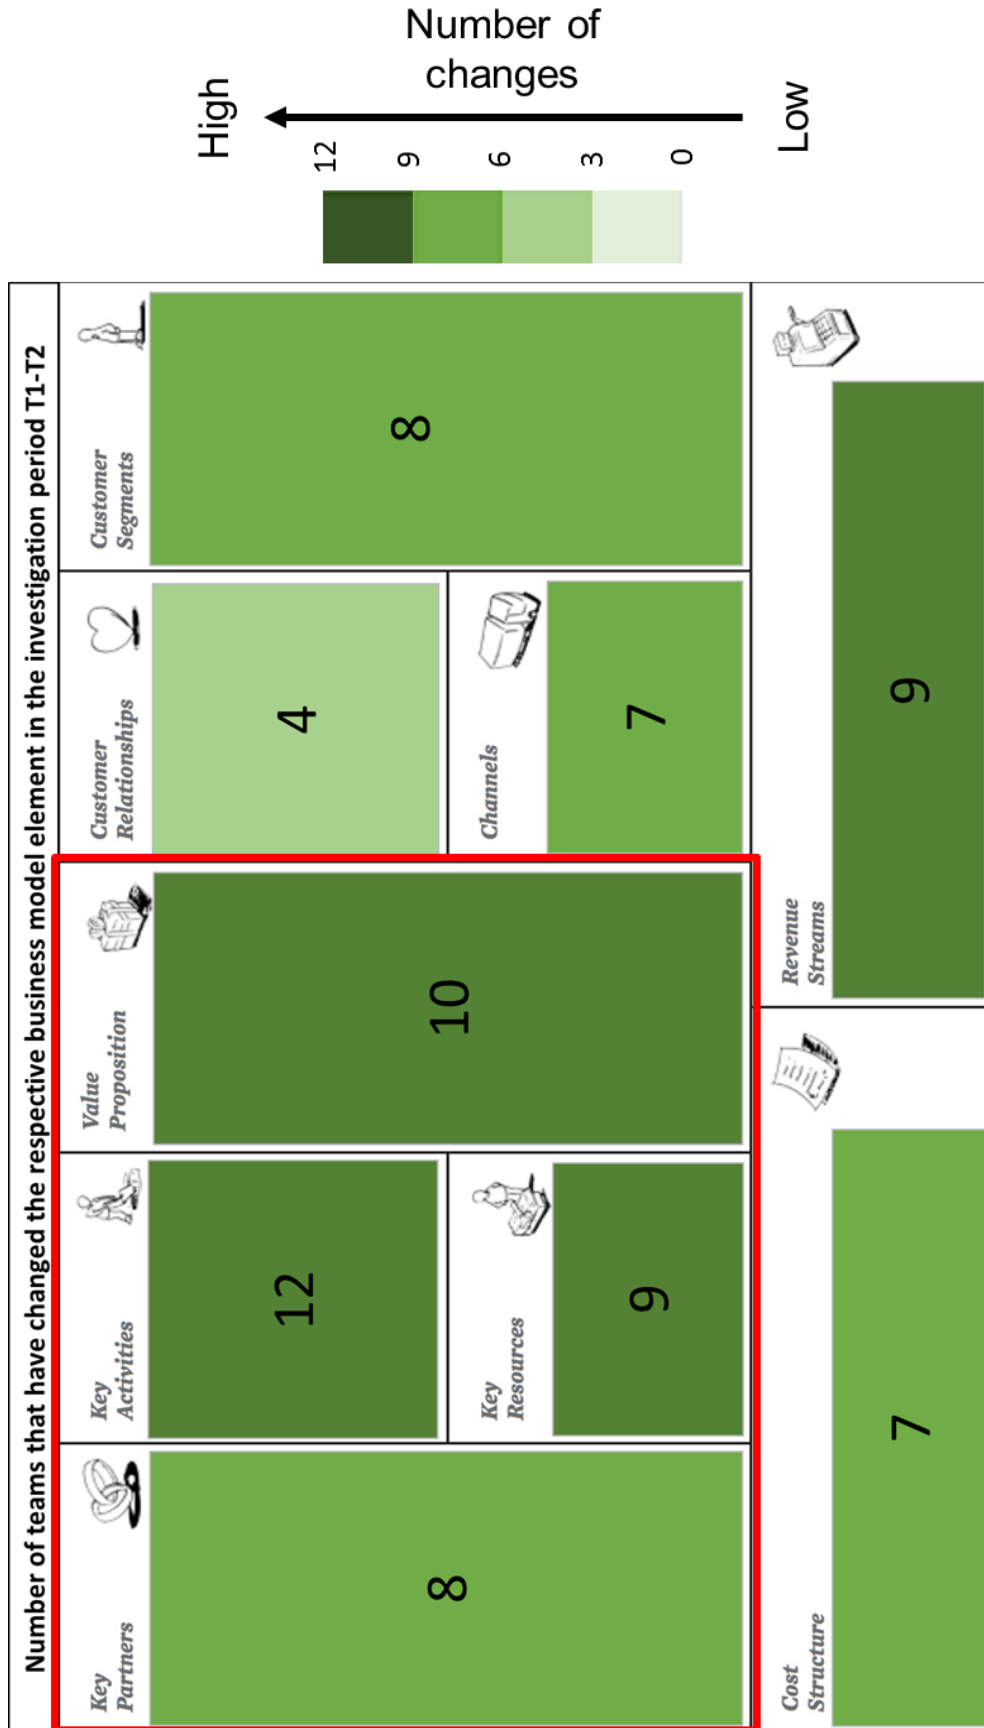 Number of teams that have changed the respective business model element in the investigation period T1-T2
Key
Partners
8
Key
Activities
12
Key
Resources
9
Value
Proposition
10
Customer
Relationships
4
Channels
7
Customer
Segments
8
Cost
Structure
7
Revenue
Streams
9
Number of
changes
High
12
9
6
3
0
Low